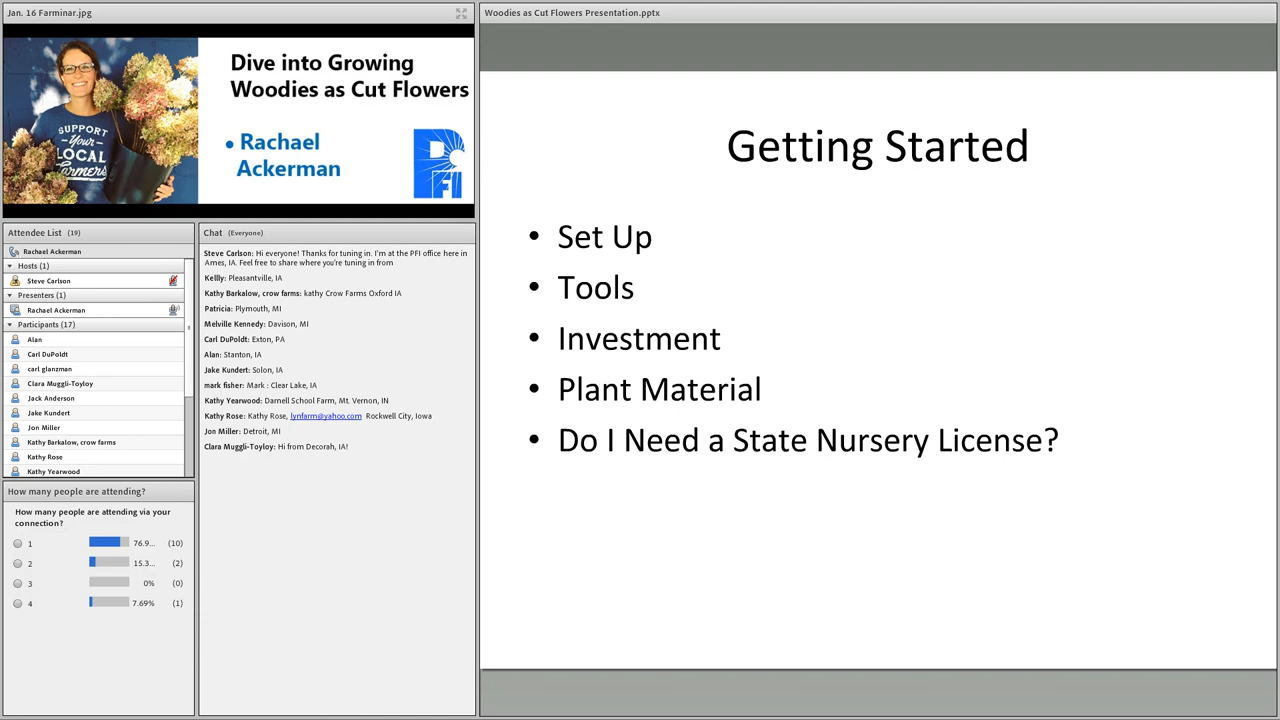 Jan. 16 Farminar.jpg
Dive into Growing
Woodies as Cut Flowers
• Rachael
Ackerman
SUPPORT
Your
LOCAL
Farmers
PFI
Attendee List (19)
Rachael Ackerman
Hosts (1)
Steve Carlson
Presenters (1)
Rachael Ackerman
Participants (17)
Alan
Carl DuPoldt
carl glanzman
Clara Muggli-Toyloy
Jack Anderson
Jake Kundert
Jon Miller
Kathy Barkalow, crow farms
Kathy Rose
Kathy Yearwood
How many people are attending?
How many people are attending via your
connection?
1 76.9... (10)
2 15.3... (2)
3 0% (0)
4 7.69% (1)
Chat (Everyone)
Steve Carlson: Hi everyone! Thanks for tuning in. I'm at the PFI office here in
Ames, IA. Feel free to share where you're tuning in from
Kellly: Pleasantville, IA
Kathy Barkalow, crow farms: kathy Crow Farms Oxford IA
Patricia: Plymouth, MI
Melville Kennedy: Davison, MI
Carl DuPoldt: Exton, PA
Alan: Stanton, IA
Jake Kundert: Solon, IA
mark fisher: Mark : Clear Lake, IA
Kathy Yearwood: Darnell School Farm, Mt. Vernon, IN
Kathy Rose: Kathy Rose, lynfarm@yahoo.com Rockwell City, Iowa
Jon Miller: Detroit, MI
Clara Muggli-Toyloy: Hi from Decorah, IA!
Woodies as Cut Flowers Presentation.pptx
Getting Started
• Set Up
• Tools
• Investment
• Plant Material
• Do I Need a State Nursery License?